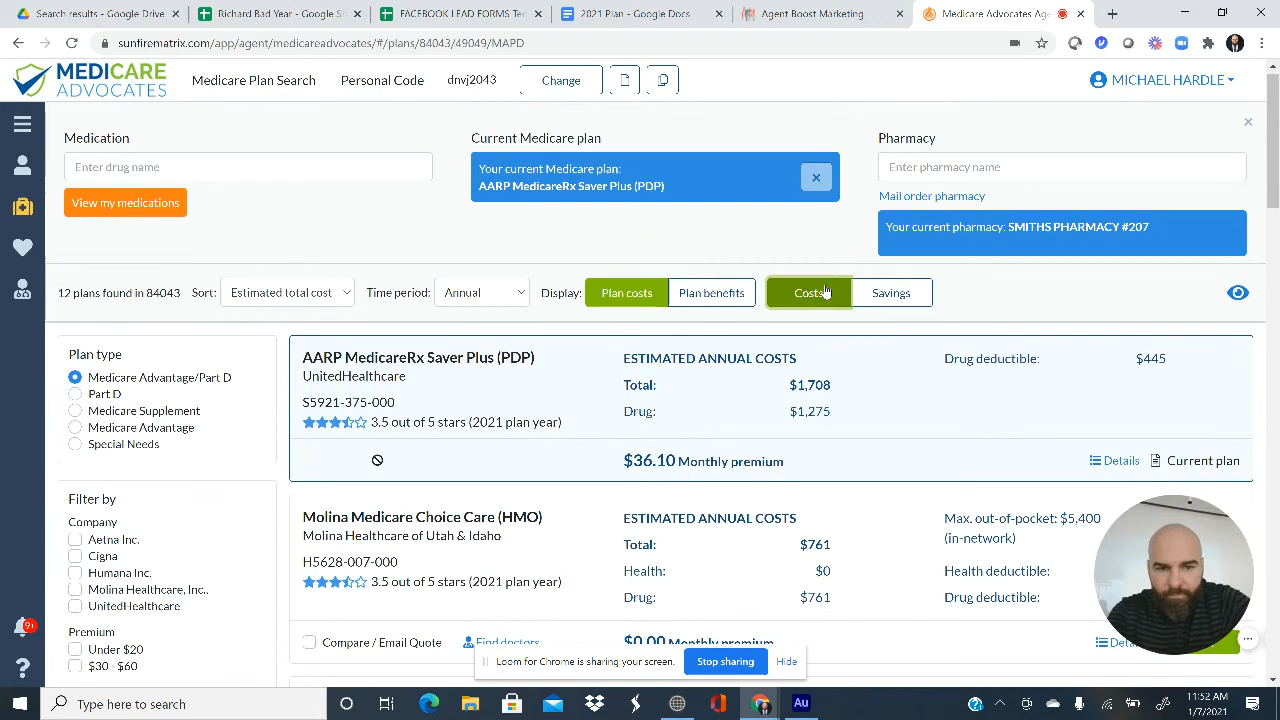 Search Results - Google Drive
Richard Bad Year - Google Sh
FACEBOOK LEAD FORMS Tem
2021 Plan - Google Docs
Agent Boost Marketing
Medicare Advocates Age
sunfirematrix.com/app/agent/medicareadvocates/#/plans/84043/49049/MAPD
MEDICARE
ADVOCATES
Medicare Plan Search
Personal Code
dnvj2043
Change
MICHAEL HARDLE
Medication
Enter drug name
View my medications
Current Medicare plan
Your current Medicare plan:
AARP MedicareRx Saver Plus (PDP)
Pharmacy
Enter pharmacy name
Mail order pharmacy
Your current pharmacy: SMITHS PHARMACY #207
12 plans found in 84043
Sort:
Estimated total cost
Time period:
Annual
Display:
Plan costs
Plan benefits
Costs
Savings
Plan type
Medicare Advantage/Part D
Part D
Medicare Supplement
Medicare Advantage
Special Needs
Filter by
Company
Aetna Inc.
Cigna
Humana Inc.
Molina Healthcare, Inc,.
UnitedHealthcare
Premium
Under $20
$30 - $60
AARP MedicareRx Saver Plus (PDP)
UnitedHealthcare
S5921-375-000
3.5 out of 5 stars (2021 plan year)
ESTIMATED ANNUAL COSTS
Total: $1,708
Drug: $1,275
Drug deductible: $445
$36.10 Monthly premium
Details
Current plan
Molina Medicare Choice Care (HMO)
Molina Healthcare of Utah & Idaho
H5628-007-000
3.5 out of 5 stars (2021 plan year)
ESTIMATED ANNUAL COSTS
Total: $761
Health: $0
Drug: $761
Max. out-of-pocket: $5,400
(in-network)
Health deductible:
Drug deductible:
Compare / Email Quote
Find doctors
$0.00 Monthly premium
9+
Loom for Chrome is sharing your screen.
Stop sharing
Hide
Type here to search
Au
11:52 AM
1/7/2021